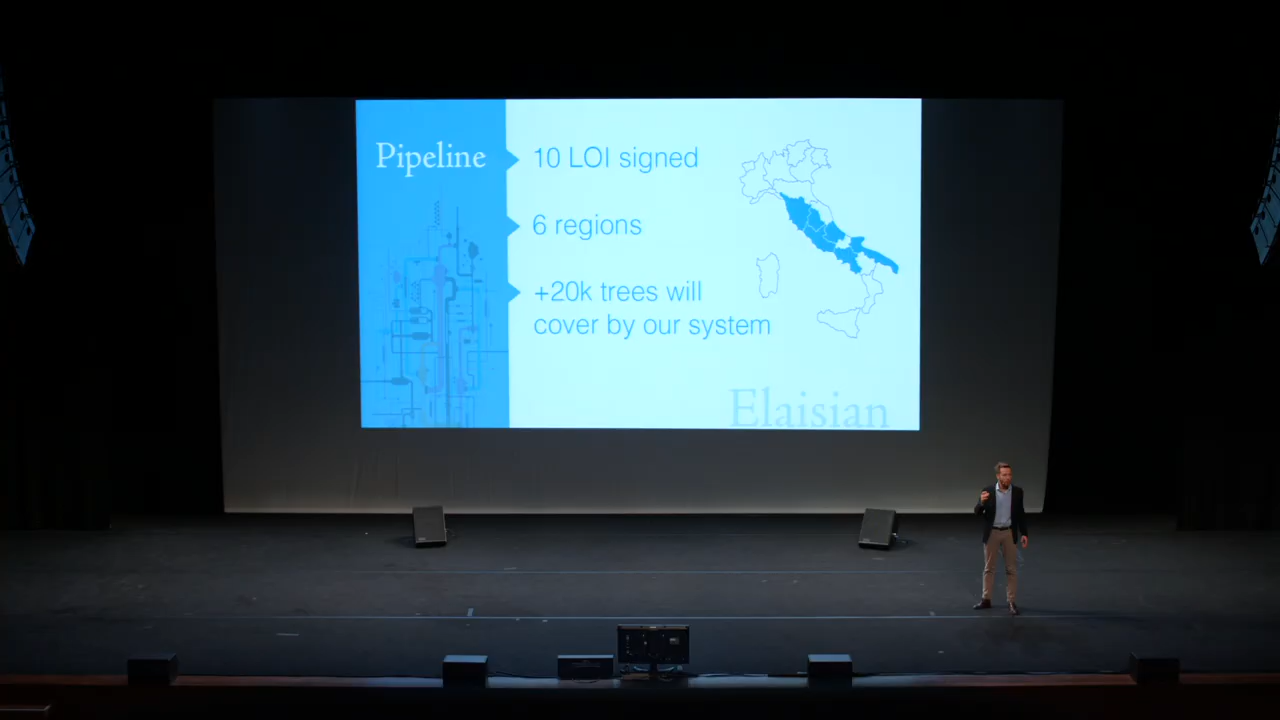 Pipeline
10 LOI signed
6 regions
+20k trees will
cover by our system
Elaisian